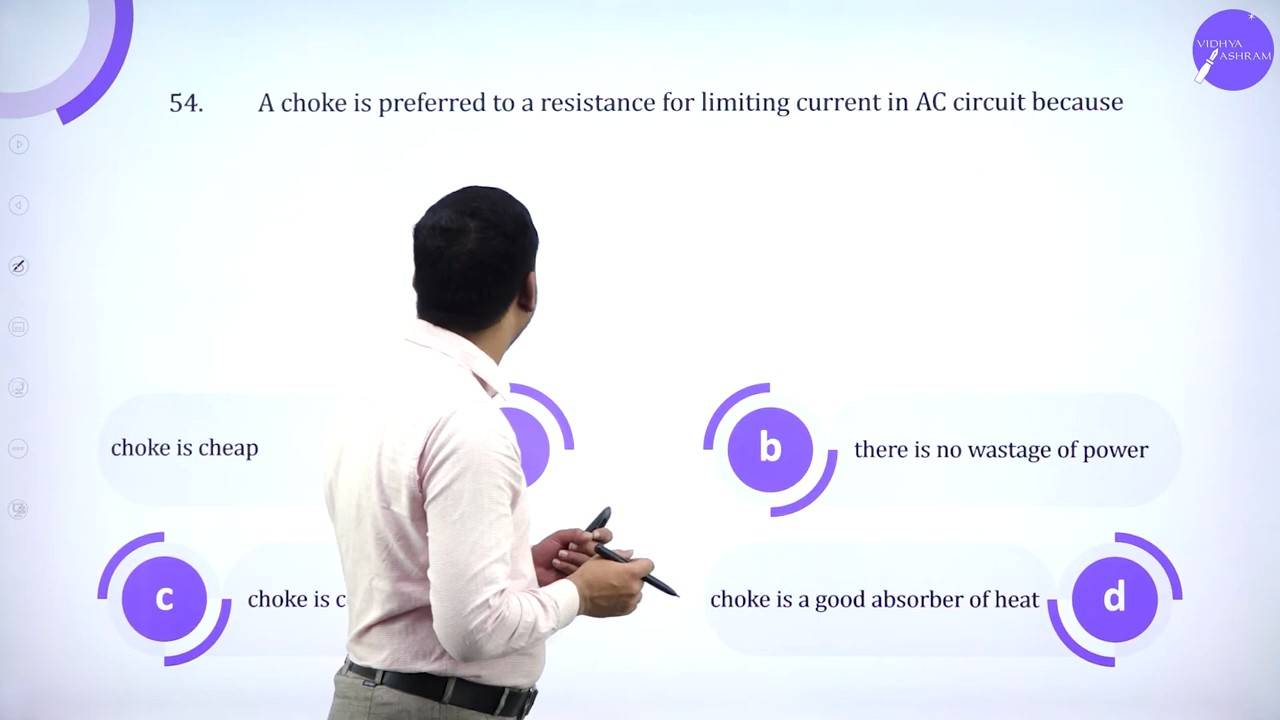 VIDHYA
ASHRAM
54. A choke is preferred to a resistance for limiting current in AC circuit because
choke is cheap
b there is no wastage of power
c choke is c
choke is a good absorber of heat d